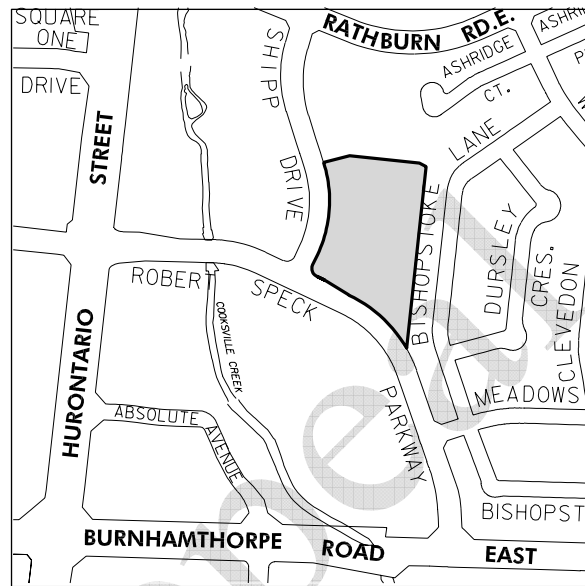 SQUARE
ONE
DRIVE
STREET
HURONTARIO
SHIPP
DRIVE
RATHBURN RD.E.
ASHRIDGE
CT.
LANE
BISHOPSTOKE
DURSLEY
CRES.
CLEVEDON
MEADOWS
ROBERT
SPECK
PARKWAY
COOKSVILLE CREEK
ABSOLUTE
AVENUE
BISHOPST
BURNHAMTHORPE
ROAD
EAST
peal